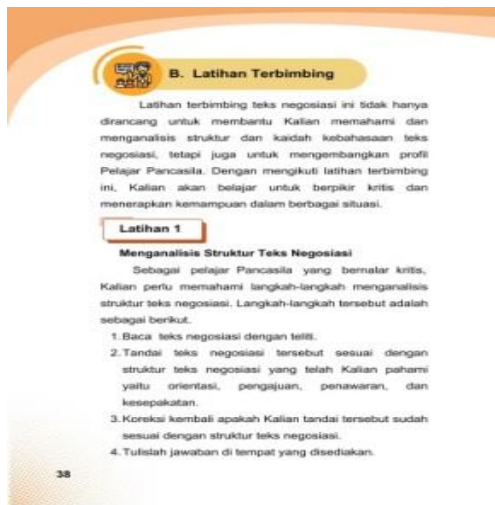 B. Latihan Terbimbing
Latihan terbimbing teks negosiasi ini tidak hanya
dirancang untuk membantu Kalian memahami dan
menganalisis struktur dan kaidah kebahasaan teks
negosiasi, tetapi juga untuk mengembangkan profil
Pelajar Pancasila. Dengan mengikuti latihan terbimbing
ini, Kalian akan belajar untuk berpikir kritis dan
menerapkan kemampuan dalam berbagai situasi.
Latihan 1
Menganalisis Struktur Teks Negosiasi
Sebagai pelajar Pancasila yang bernalar kritis,
Kalian perlu memahami langkah-langkah menganalisis
struktur teks negosiasi. Langkah-langkah tersebut adalah
sebagai berikut.
1. Baca teks negosiasi dengan teliti.
2. Tandai teks negosiasi tersebut sesuai dengan
struktur teks negosiasi yang telah Kalian pahami
yaitu orientasi, pengajuan, penawaran, dan
kesepakatan.
3. Koreksi kembali apakah Kalian tandai tersebut sudah
sesuai dengan struktur teks negosiasi.
4. Tulislah jawaban di tempat yang disediakan.
38